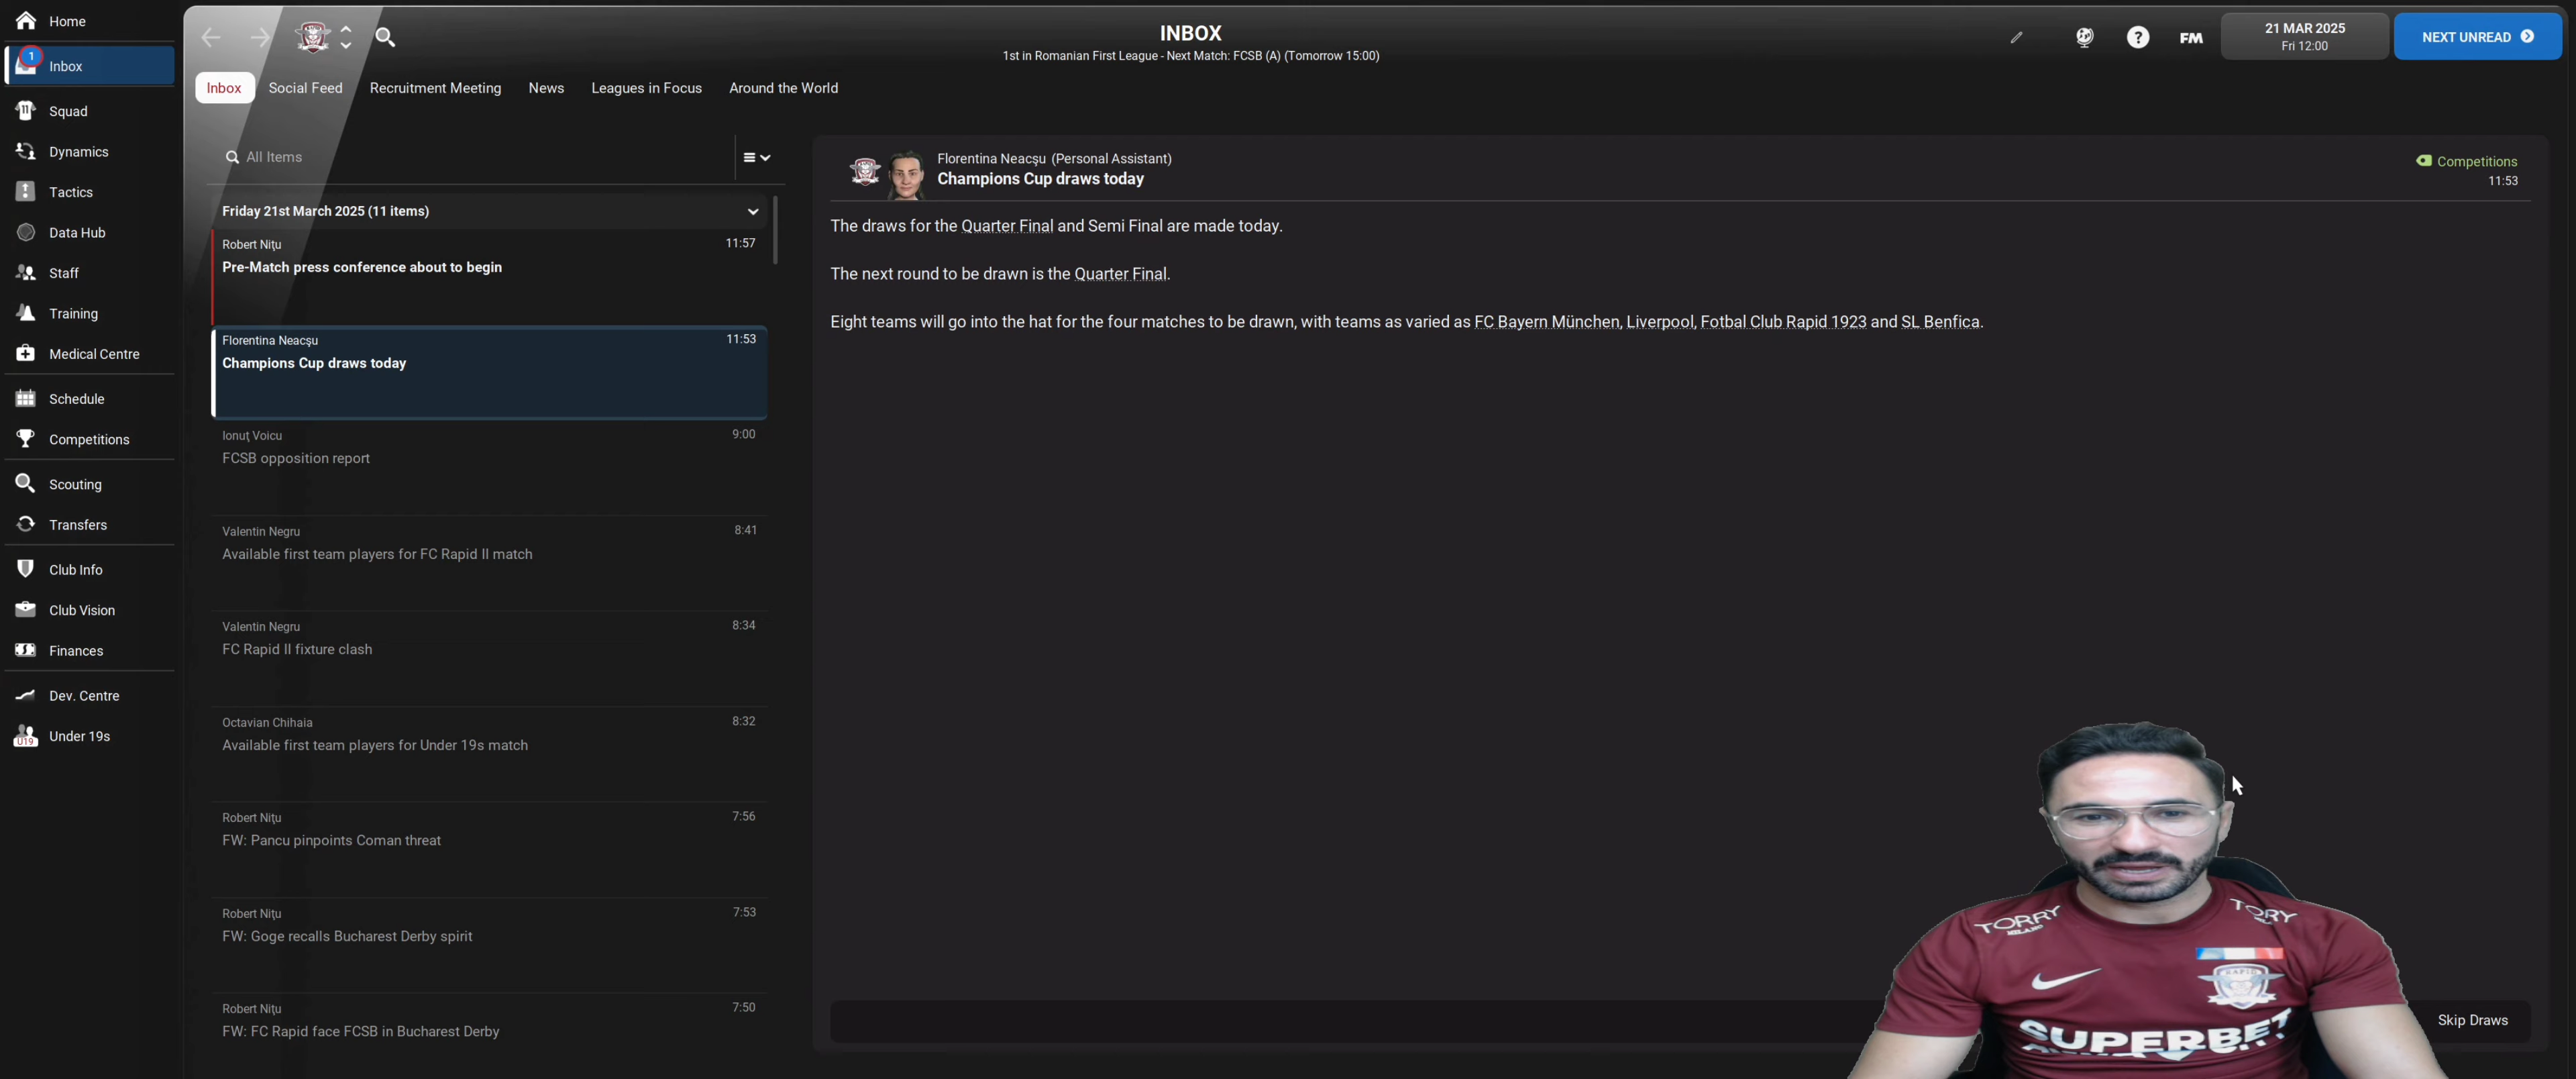 Home
1
Inbox
Squad
Dynamics
Tactics
Data Hub
Staff
Training
Medical Centre
Schedule
Competitions
Scouting
Transfers
Club Info
Club Vision
Finances
Dev. Centre
U19
Under 19s
INBOX
1st in Romanian First League - Next Match: FCSB (A) (Tomorrow 15:00)
?
FM
21 MAR 2025
Fri 12:00
NEXT UNREAD
Inbox
Social Feed
Recruitment Meeting
News
Leagues in Focus
Around the World
All Items
Friday 21st March 2025 (11 items)
Robert Nițu
11:57
Pre-Match press conference about to begin
Florentina Neacşu
11:53
Champions Cup draws today
Ionuț Voicu
9:00
FCSB opposition report
Valentin Negru
8:41
Available first team players for FC Rapid II match
Valentin Negru
8:34
FC Rapid II fixture clash
Octavian Chihaia
8:32
Available first team players for Under 19s match
Robert Nițu
7:56
FW: Pancu pinpoints Coman threat
Robert Nițu
7:53
FW: Goge recalls Bucharest Derby spirit
Robert Nițu
7:50
FW: FC Rapid face FCSB in Bucharest Derby
Florentina Neacşu (Personal Assistant)
Champions Cup draws today
Competitions
11:53
The draws for the Quarter Final and Semi Final are made today.
The next round to be drawn is the Quarter Final.
Eight teams will go into the hat for the four matches to be drawn, with teams as varied as FC Bayern München, Liverpool, Fotbal Club Rapid 1923 and SL Benfica.
Skip Draws
TORRY
MILANO
TORRY
RAPID
SUPERBET